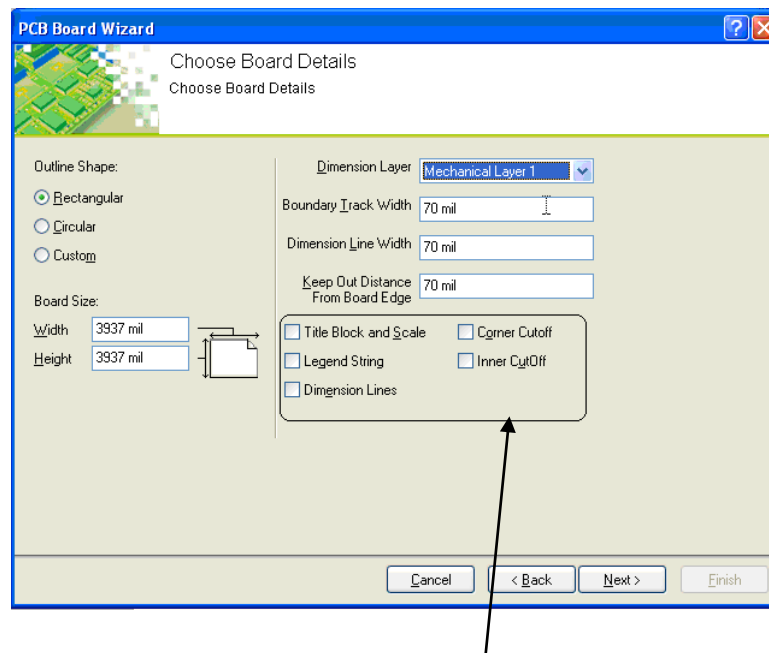 PCB Board Wizard
Choose Board Details
Choose Board Details
Outline Shape:
Rectangular
Circular
Custom
Board Size:
Width 3937 mil
Height 3937 mil
Dimension Layer Mechanical Layer 1
Boundary Track Width 70 mil
Dimension Line Width 70 mil
Keep Out Distance From Board Edge 70 mil
Title Block and Scale Corner Cutoff
Legend String Inner CutOff
Dimension Lines
Cancel < Back Next > Finish